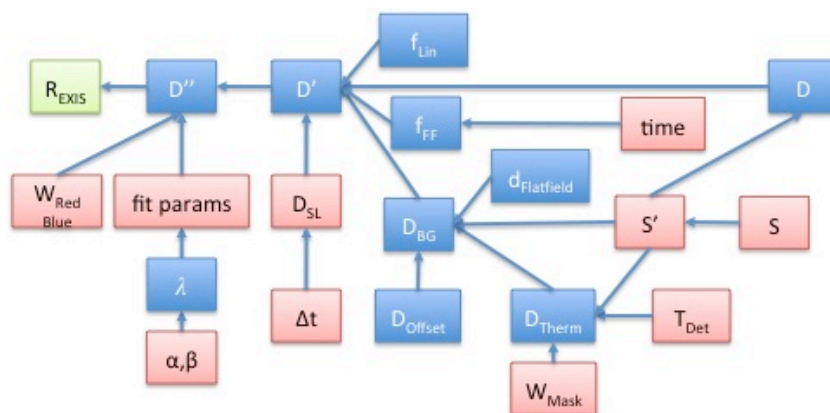 f_Lin
R_EXIS
D''
D'
D
f_FF
time
W_Red
Blue
fit params
D_SL
d_Flatfield
D_BG
S'
S
λ
Δt
D_Offset
D_Therm
T_Det
α,β
W_Mask